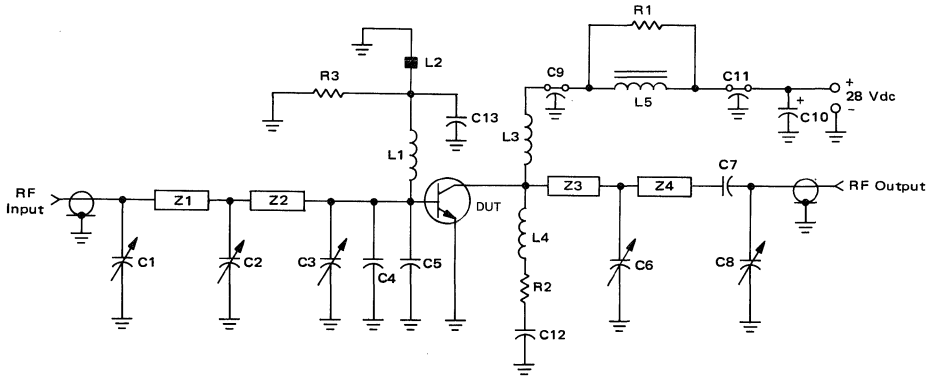 R1
L2
R3
C9
C11
+
28 Vdc
-
L5
+
C10
C13
L3
L1
C7
RF
Input
Z1
Z2
DUT
Z3
Z4
RF Output
L4
C1
C2
C3
C4
C5
R2
C6
C8
C12